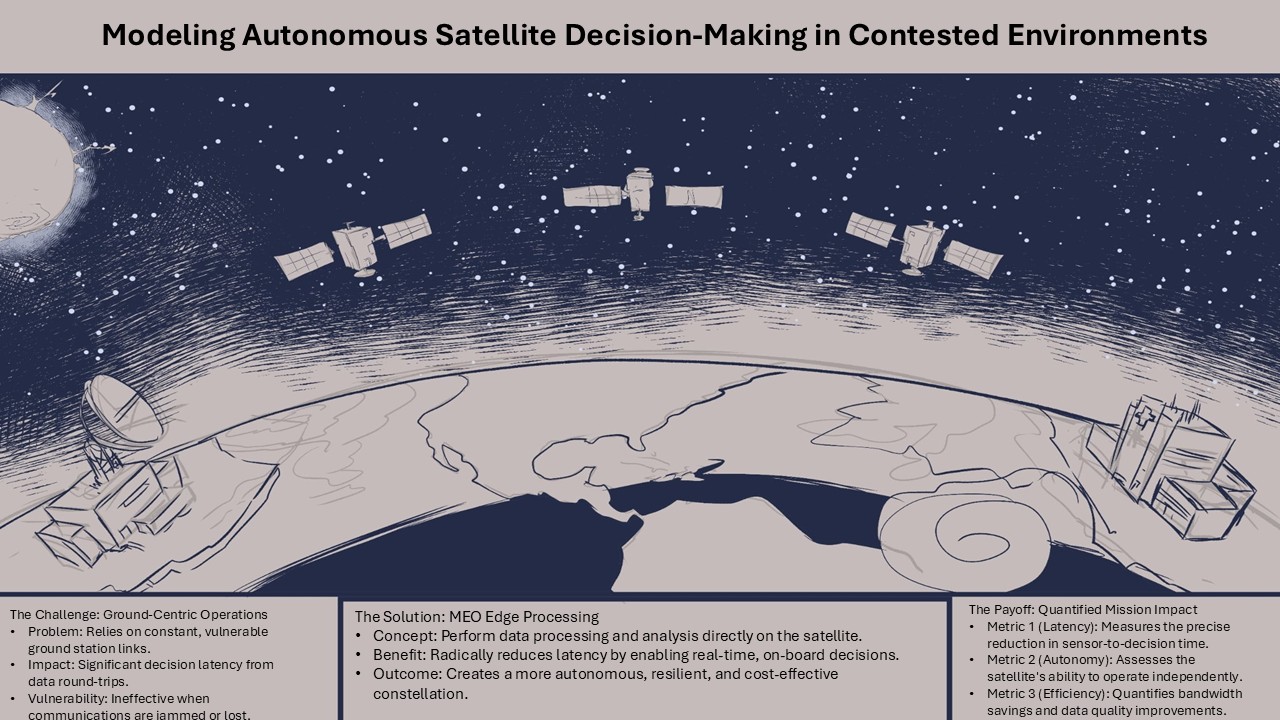 Modeling Autonomous Satellite Decision-Making in Contested Environments
The Challenge: Ground-Centric Operations
• Problem: Relies on constant, vulnerable
ground station links.
• Impact: Significant decision latency from
data round-trips.
• Vulnerability: Ineffective when
communications are jammed or lost.
The Solution: MEO Edge Processing
• Concept: Perform data processing and analysis directly on the satellite.
• Benefit: Radically reduces latency by enabling real-time, on-board decisions.
• Outcome: Creates a more autonomous, resilient, and cost-effective
constellation.
The Payoff: Quantified Mission Impact
• Metric 1 (Latency): Measures the precise
reduction in sensor-to-decision time.
• Metric 2 (Autonomy): Assesses the
satellite's ability to operate independently.
• Metric 3 (Efficiency): Quantifies bandwidth
savings and data quality improvements.